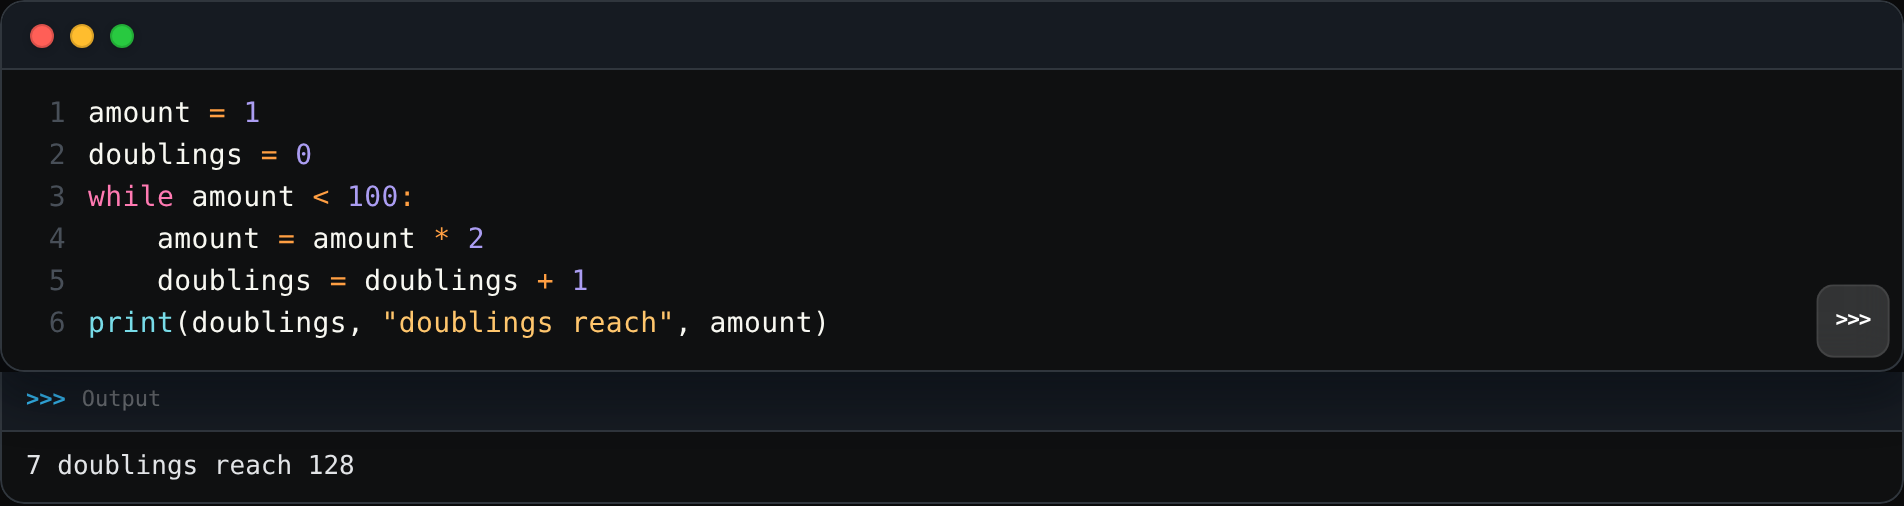 1 amount = 1
2 doublings = 0
3 while amount < 100:
4     amount = amount * 2
5     doublings = doublings + 1
6 print(doublings, "doublings reach", amount)
>>>
>>> Output
7 doublings reach 128